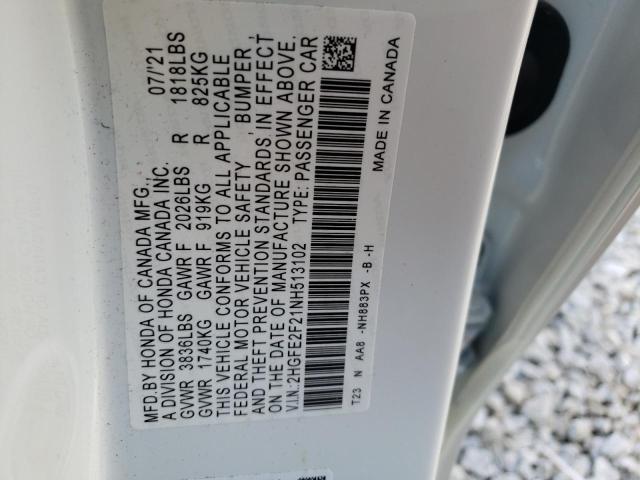 MFD.BY HONDA OF CANADA MFG., 07/'21
A DIVISION OF HONDA CANADA INC.
GVWR 3836LBS GAWR F 2026LBS R 1818LBS
GVWR 1740KG GAWR F 919KG R 825KG
THIS VEHICLE CONFORMS TO ALL APPLICABLE
FEDERAL MOTOR VEHICLE SAFETY , BUMPER ,
AND THEFT PREVENTION STANDARDS IN EFFECT
ON THE DATE OF MANUFACTURE SHOWN ABOVE.
V.I.N.:2HGFE2F21NH513102 TYPE: PASSENGER CAR
T23 N AA8 -NH883PX -B -H
MADE IN CANADA